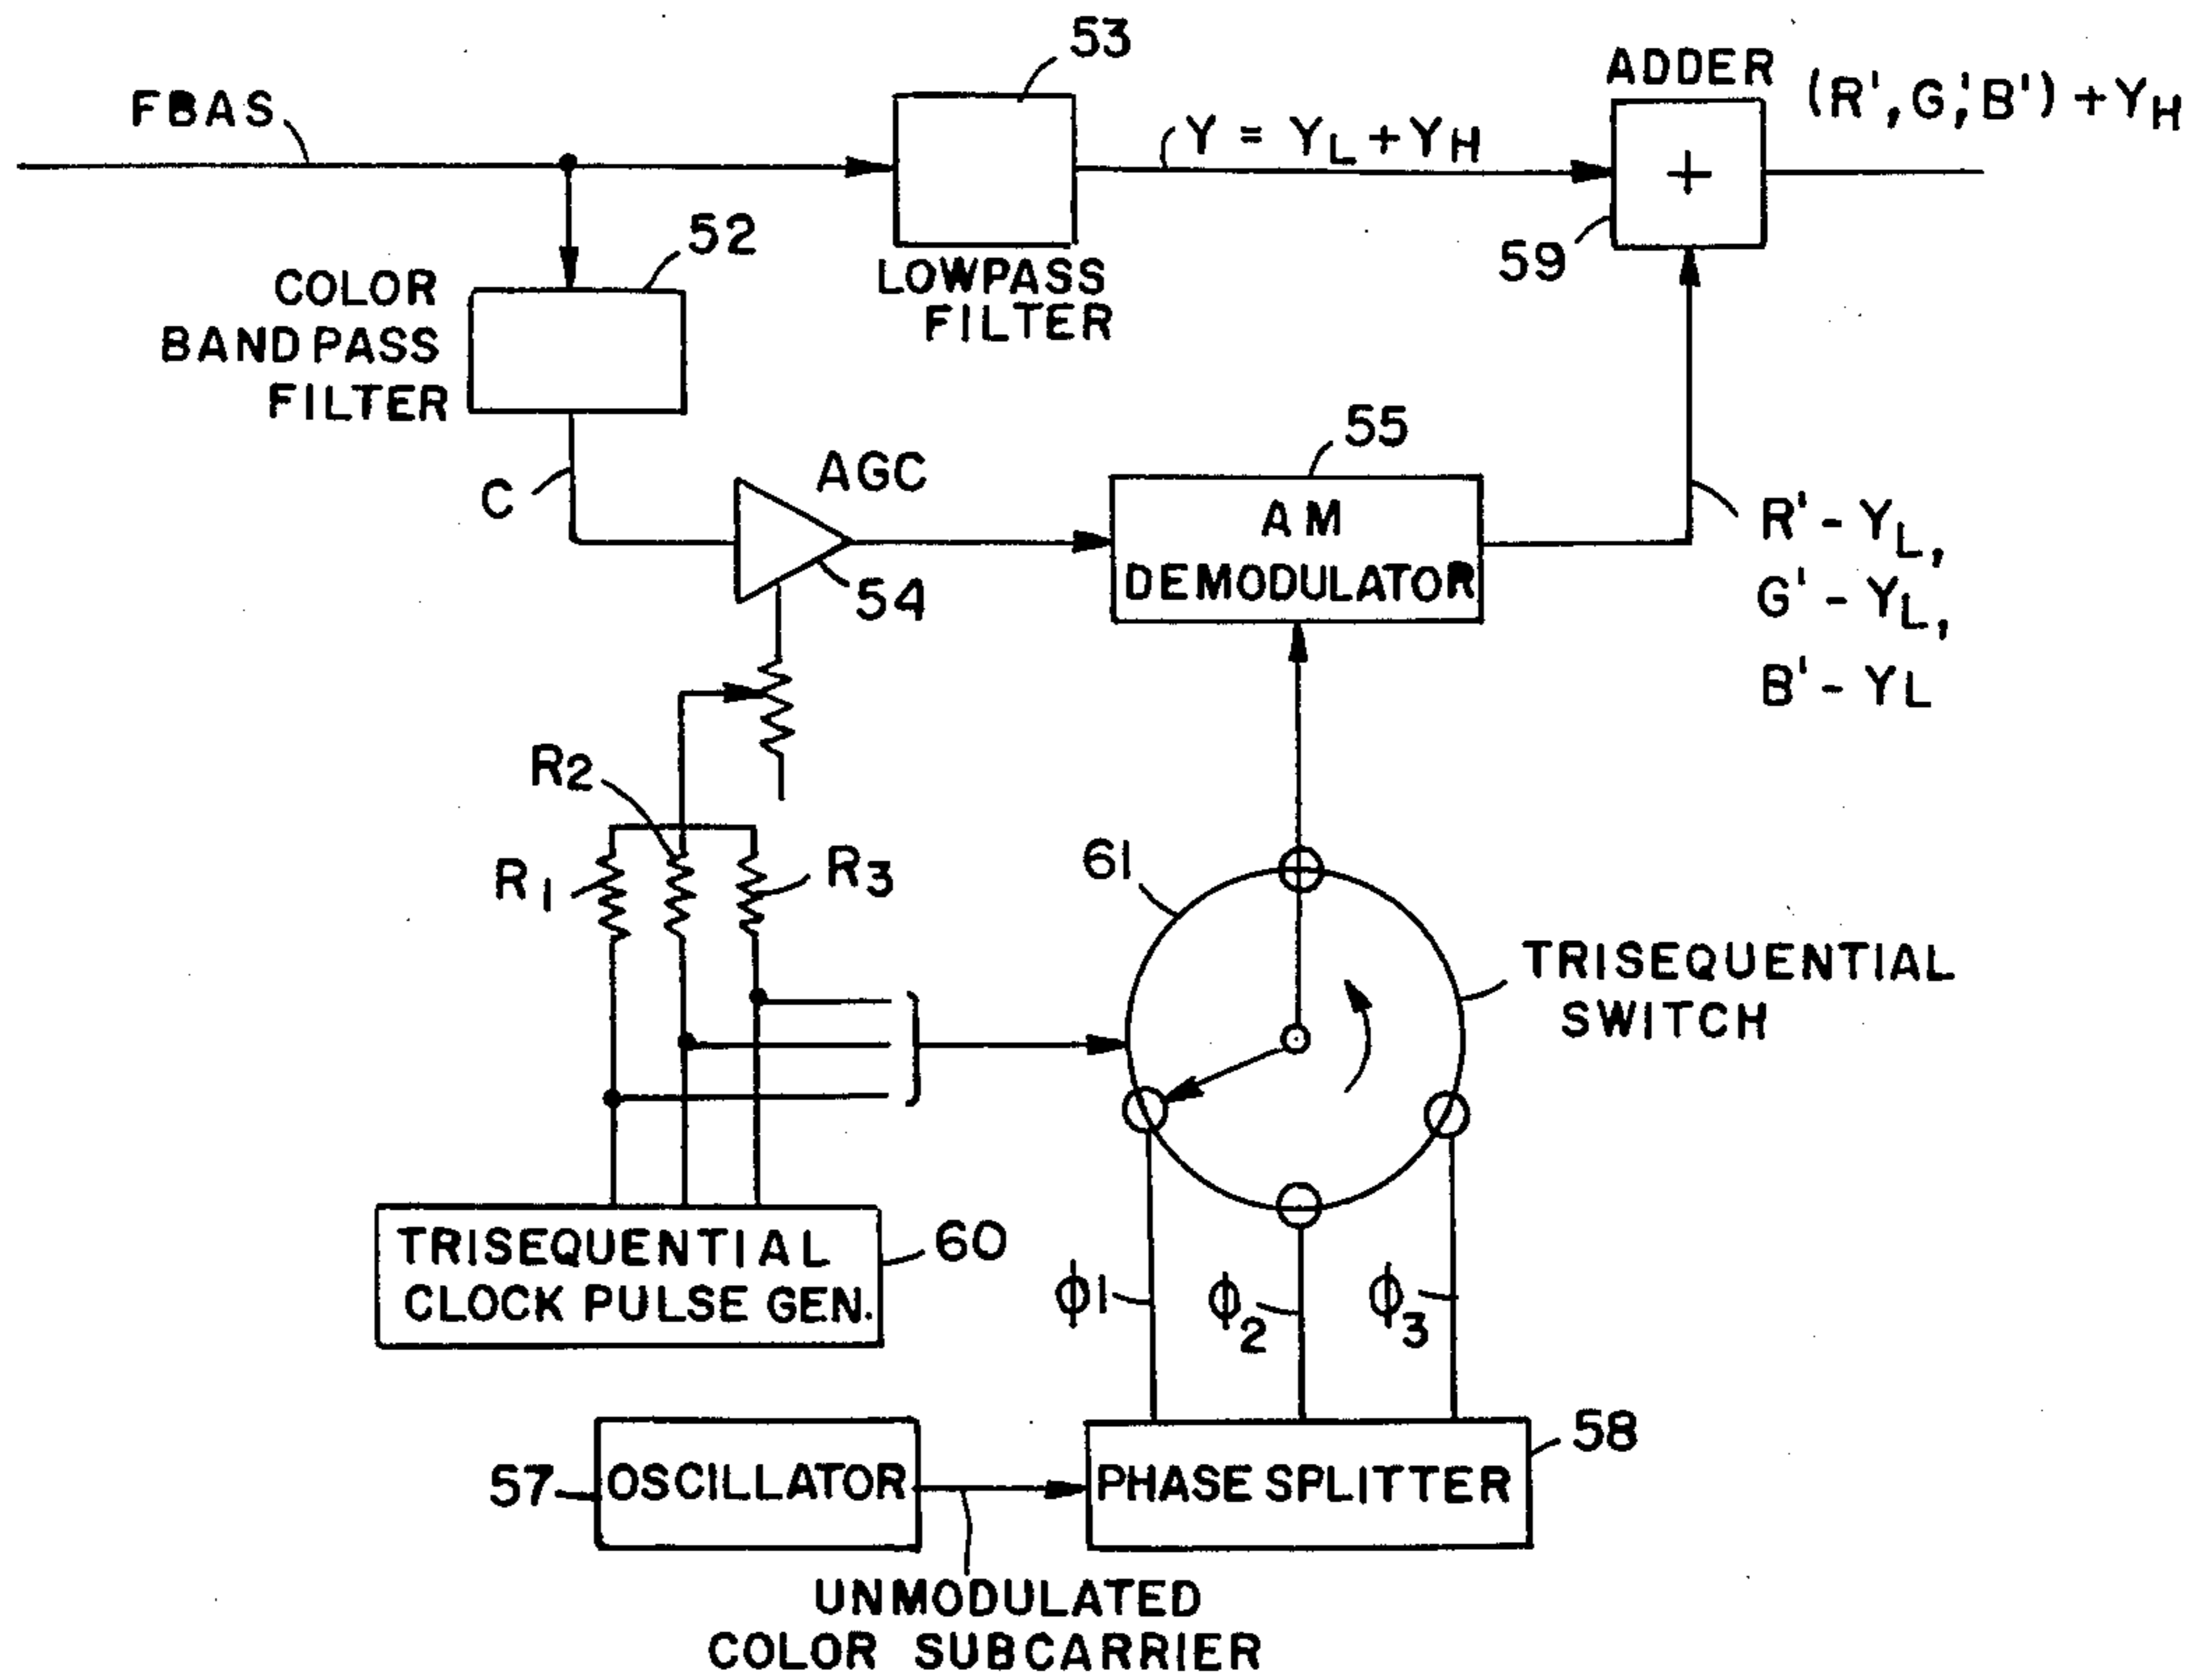 53
FBAS
ADDER
(R',G,'B') + YH
Y = YL + YH
+
52
59
LOWPASS
FILTER
COLOR
BAND PASS
FILTER
C
AGC
55
AM
DEMODULATOR
54
R' - YL,
G' - YL,
B' - YL
R2
R1
R3
61
TRISEQUENTIAL
SWITCH
TRISEQUENTIAL
CLOCK PULSE GEN.
60
ϕ1
ϕ2
ϕ3
57
OSCILLATOR
PHASE SPLITTER
58
UNMODULATED
COLOR SUBCARRIER